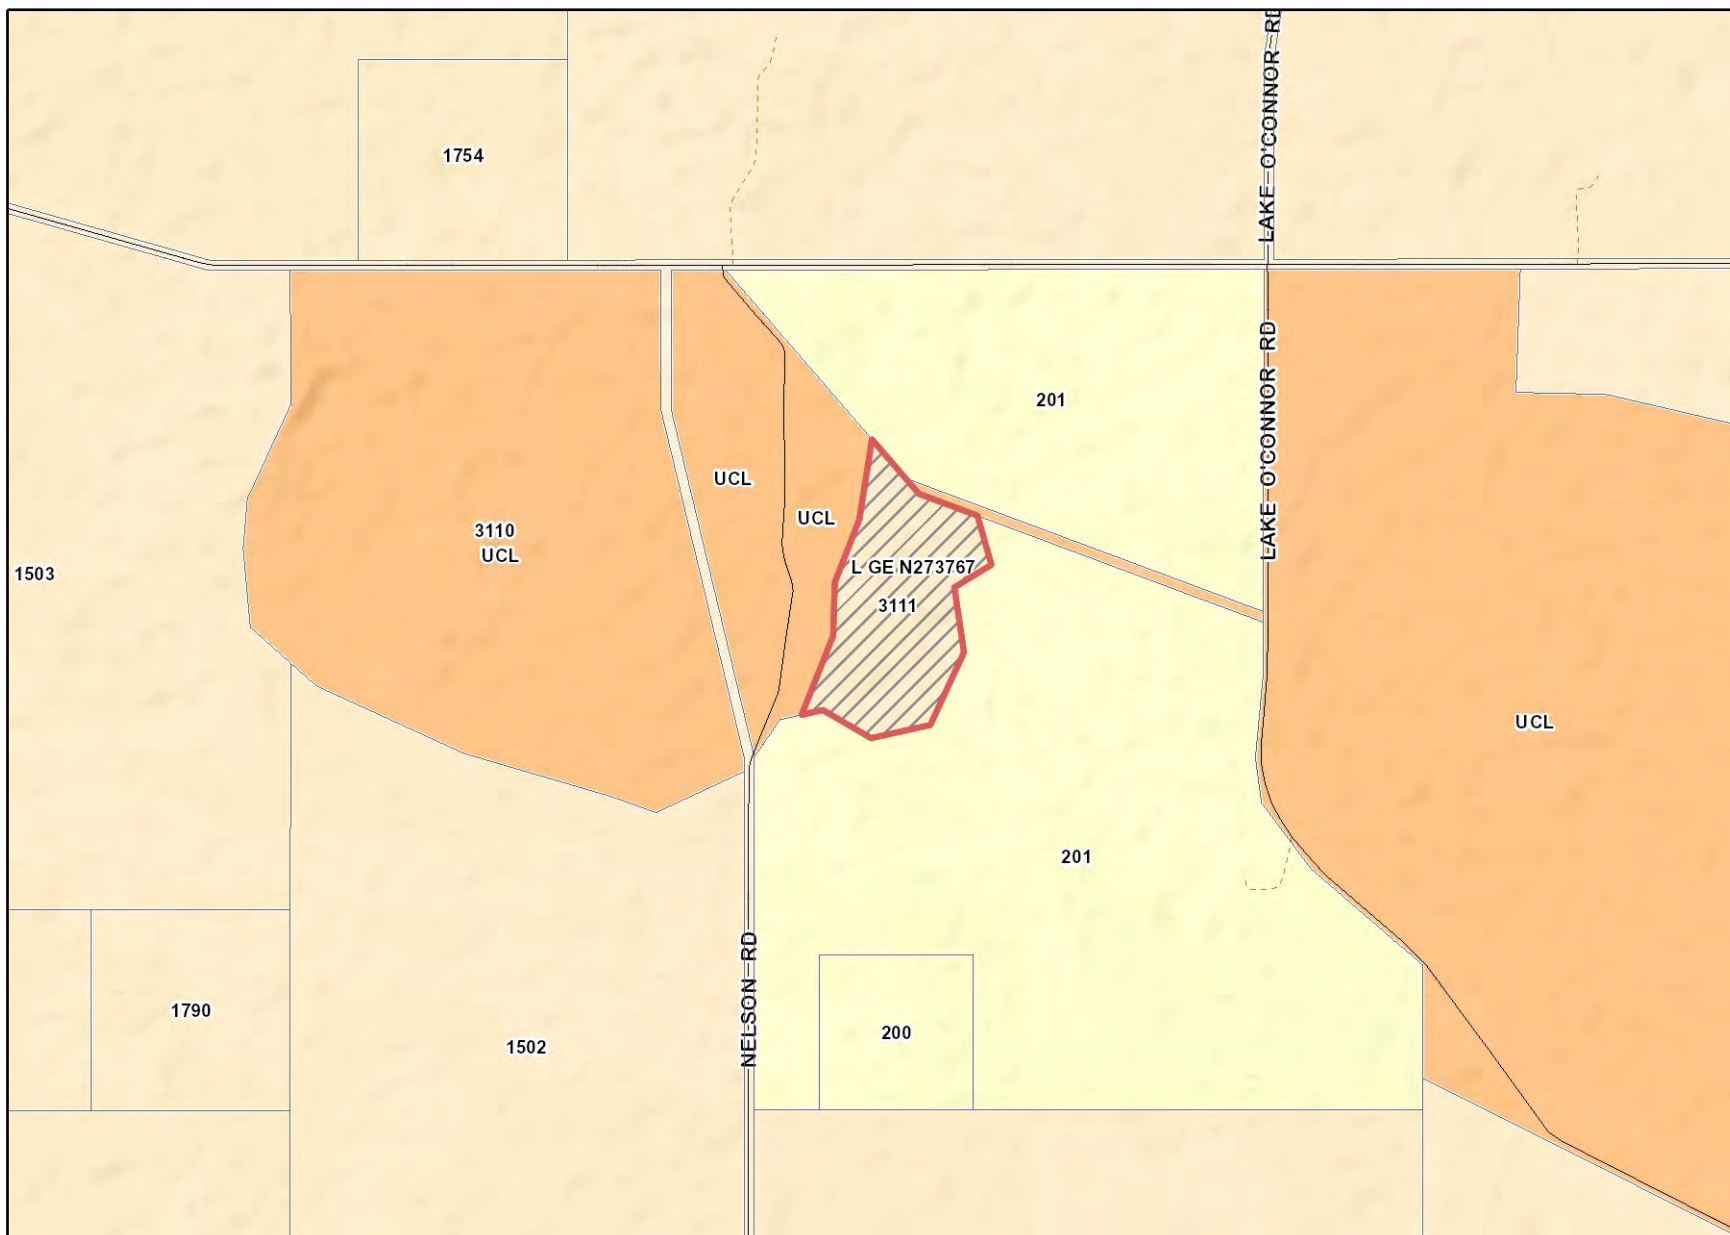 LAKE O'CONNOR RD
1754
LAKE O'CONNOR RD
201
UCL
UCL
3110
UCL
1503
L GE N273767
3111
UCL
201
NELSON RD
1790
200
1502